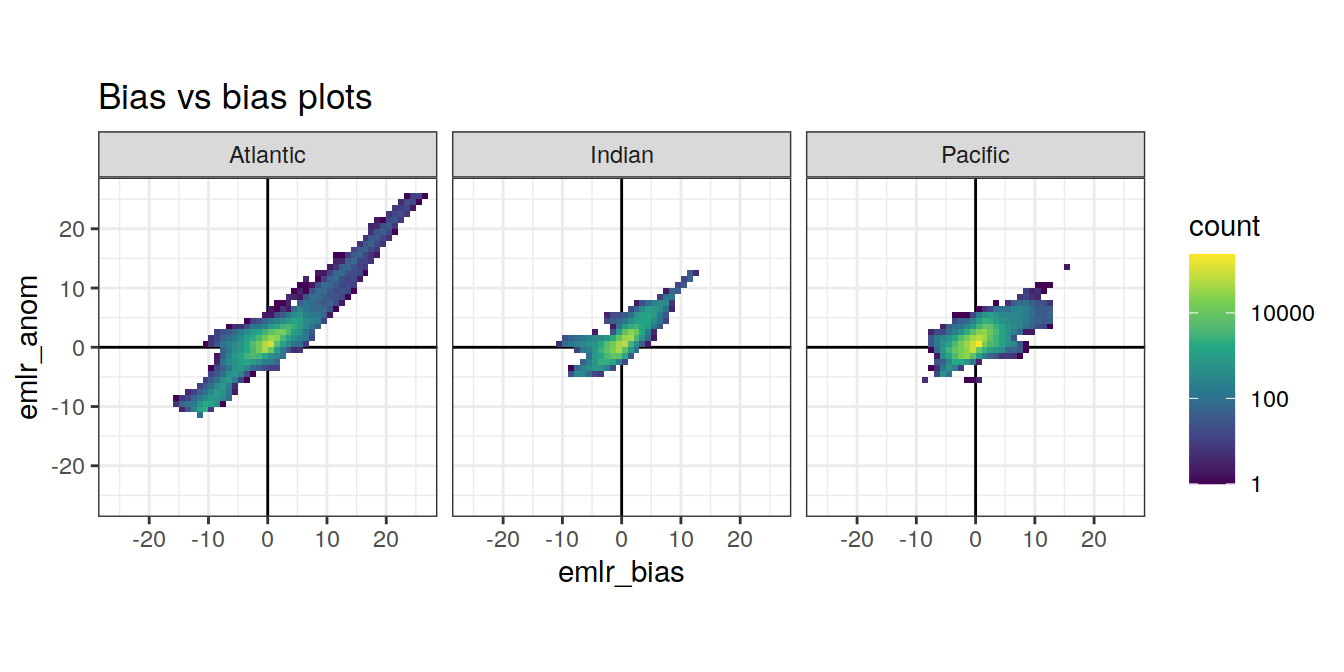 Bias vs bias plots
Atlantic Indian Pacific
count
20
10
0
-10
-20
emlr_anom
10000
100
1
-20 -10 0 10 20 -20 -10 0 10 20 -20 -10 0 10 20
emlr_bias